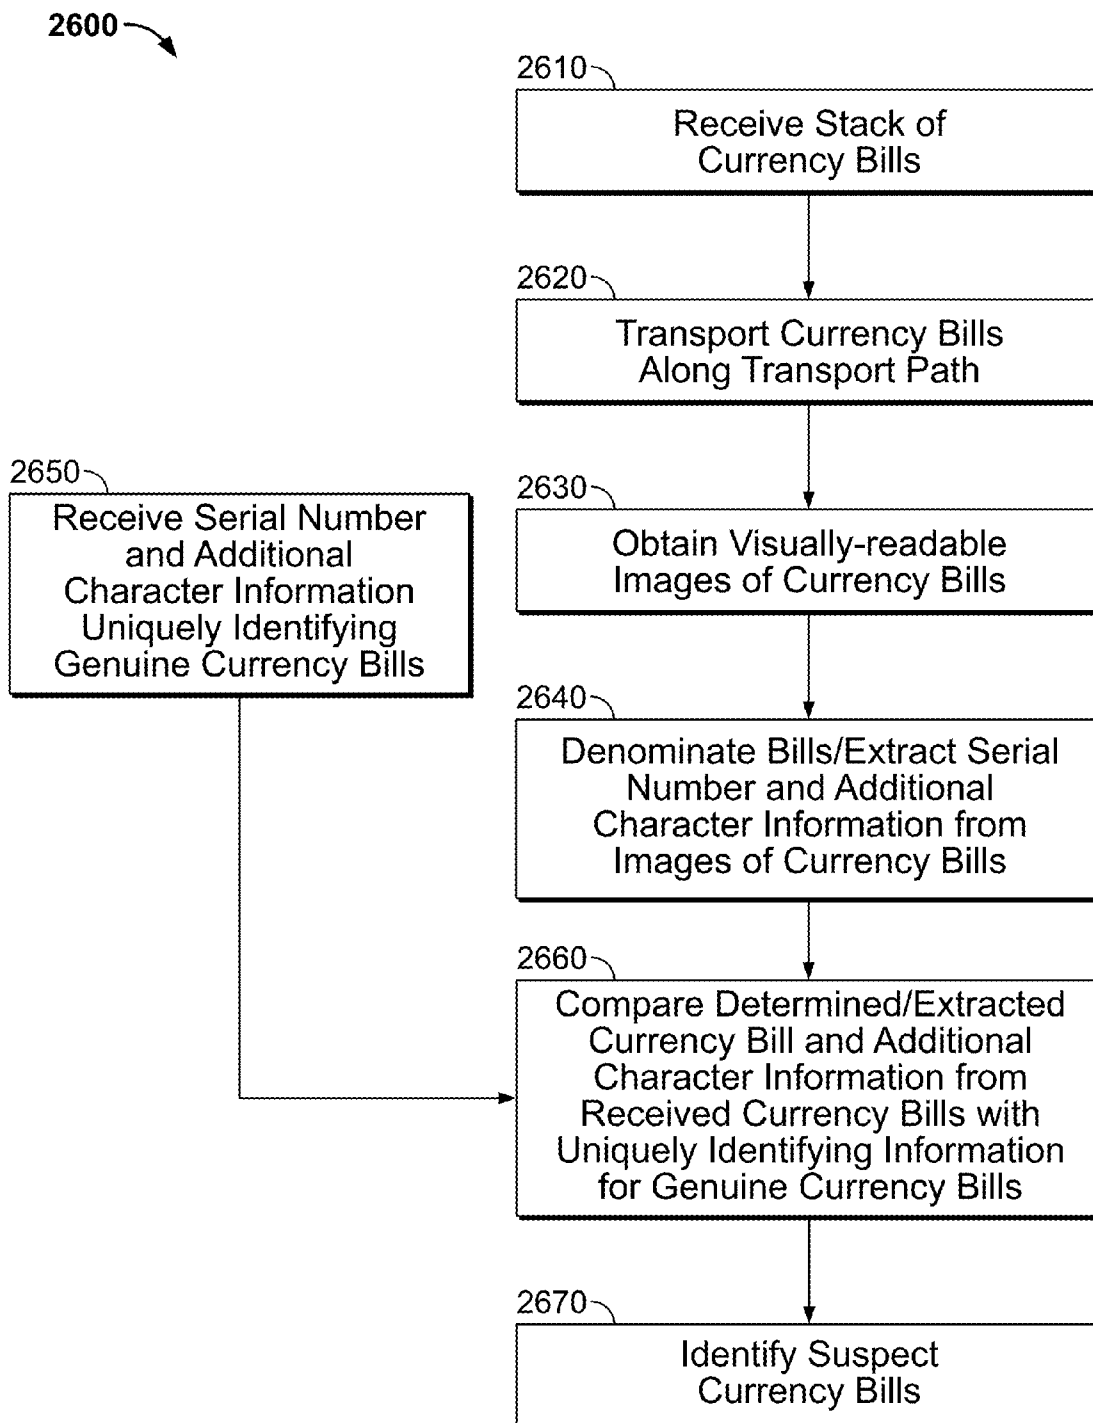 2600
2610
Receive Stack of
Currency Bills
2620
Transport Currency Bills
Along Transport Path
2630
Obtain Visually-readable
Images of Currency Bills
2640
Denominate Bills/Extract Serial
Number and Additional
Character Information from
Images of Currency Bills
2650
Receive Serial Number
and Additional
Character Information
Uniquely Identifying
Genuine Currency Bills
2660
Compare Determined/Extracted
Currency Bill and Additional
Character Information from
Received Currency Bills with
Uniquely Identifying Information
for Genuine Currency Bills
2670
Identify Suspect
Currency Bills